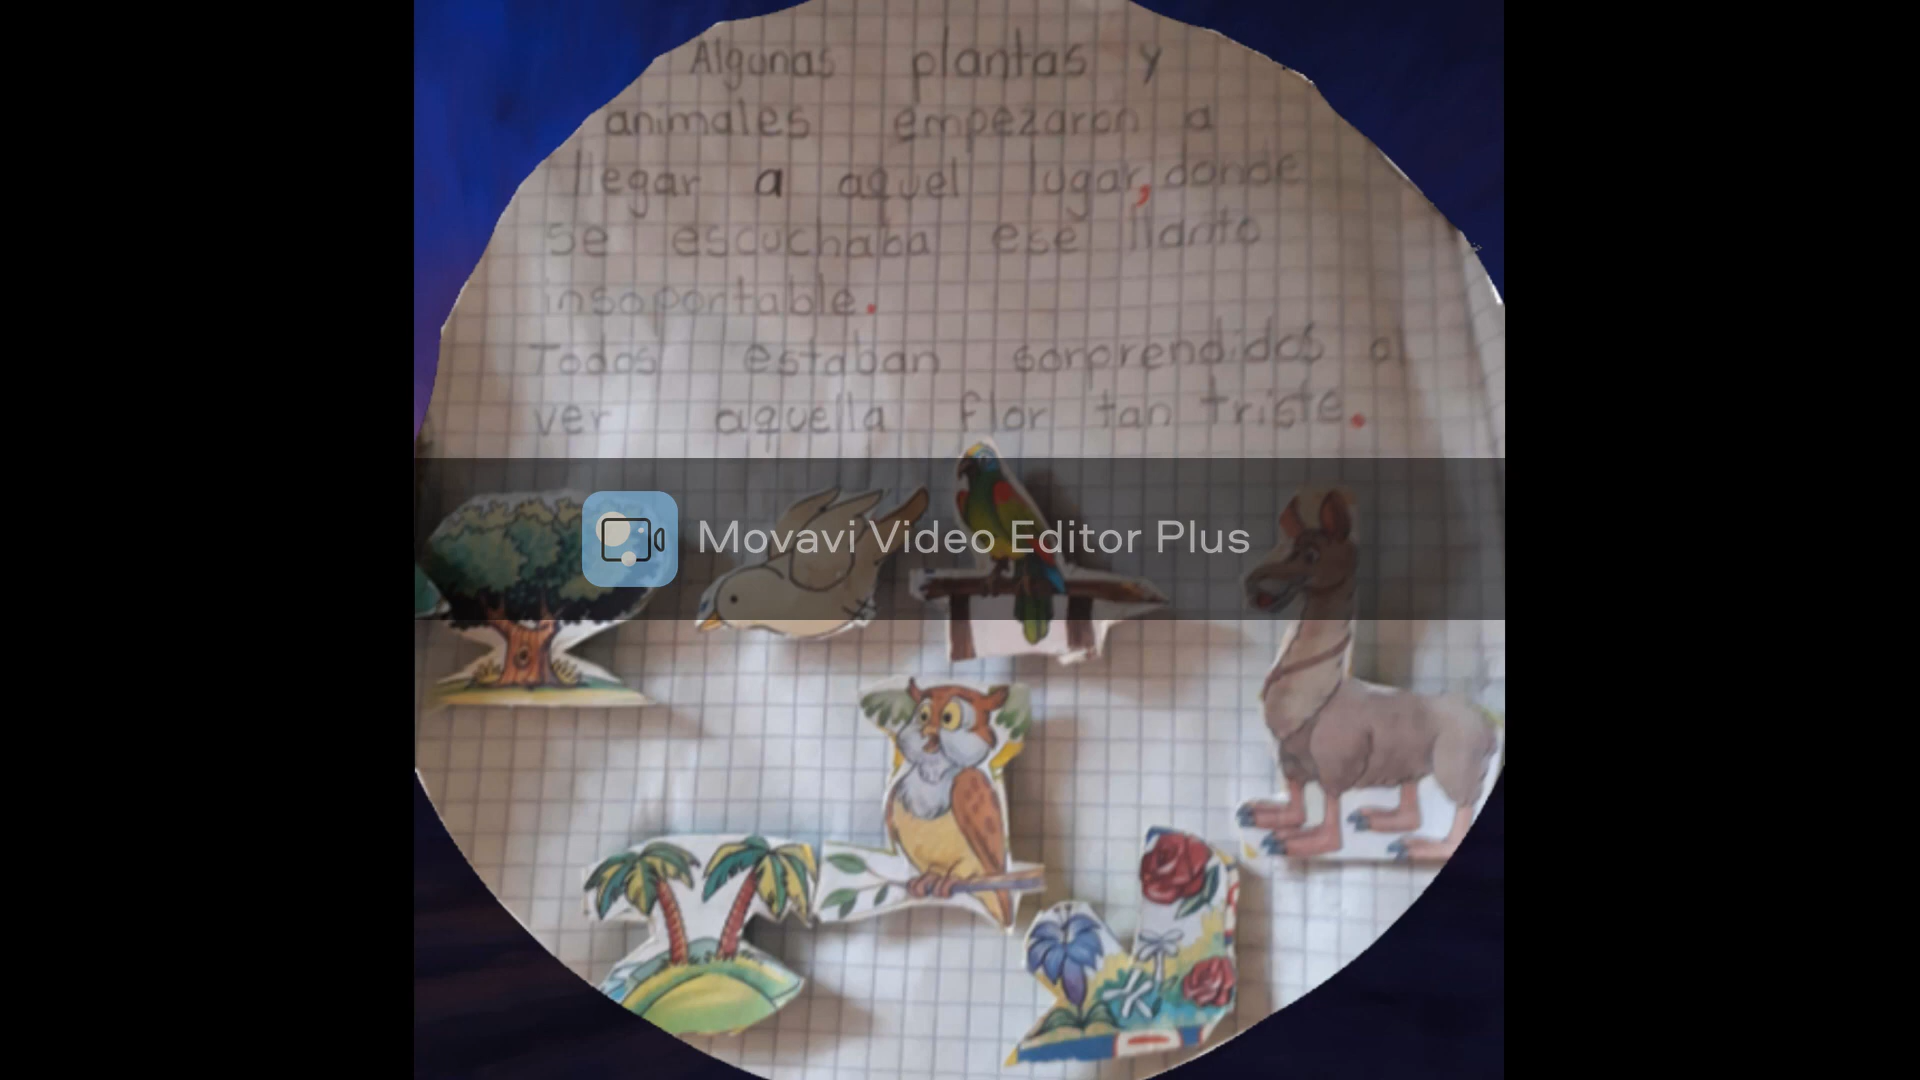 Algunas plantas y
animales empezaron a
llegar a aquel lugar, donde
se escuchaba ese llanto
insoportable.
Todos estaban sorprendidos al
ver aquella flor tan triste.
Movavi Video Editor Plus